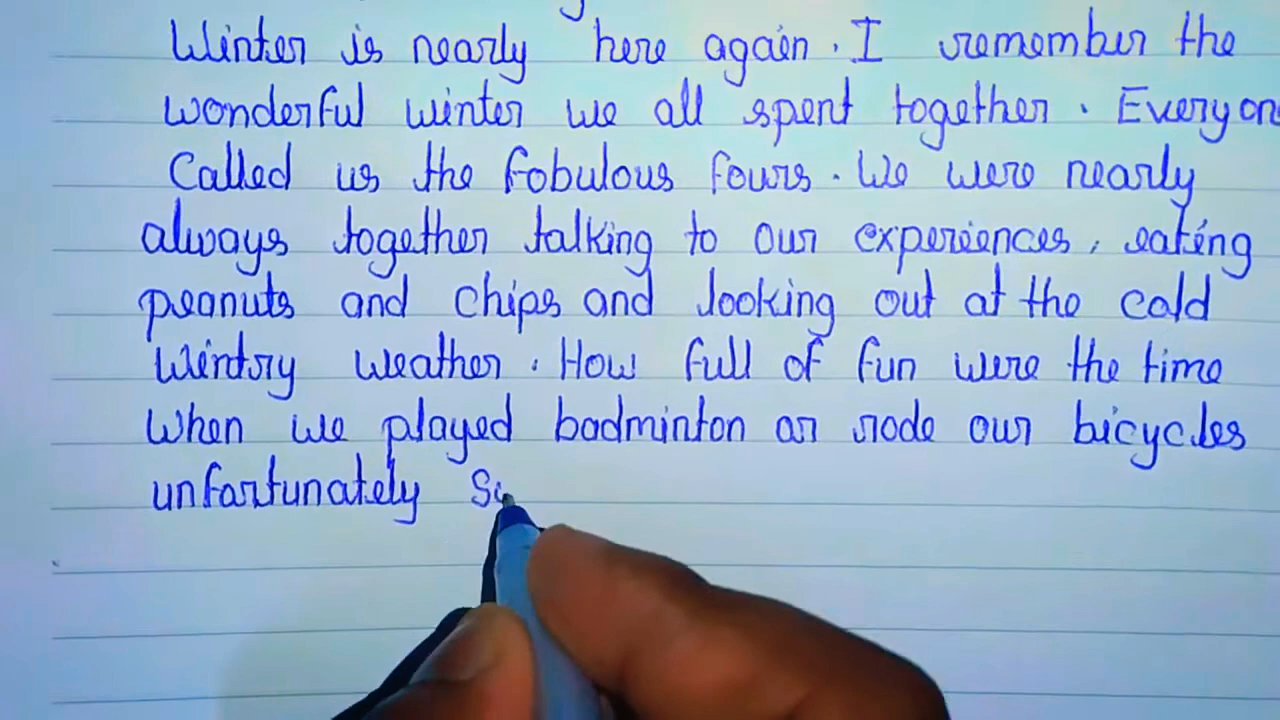 Winter is nearly here again. I remember the
wonderful winter we all spent together. Everyon
Called us the fobulous fours. We were nearly
always together talking to our experiences, eating
peanuts and chips and looking out at the cold
Wintry weather. How full of fun were the time
When we played badminton or rode our bicycles
unfortunately